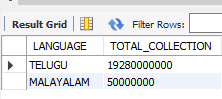 Result Grid Filter Rows:
LANGUAGE TOTAL_COLLECTION
TELUGU 19280000000
MALAYALAM 50000000